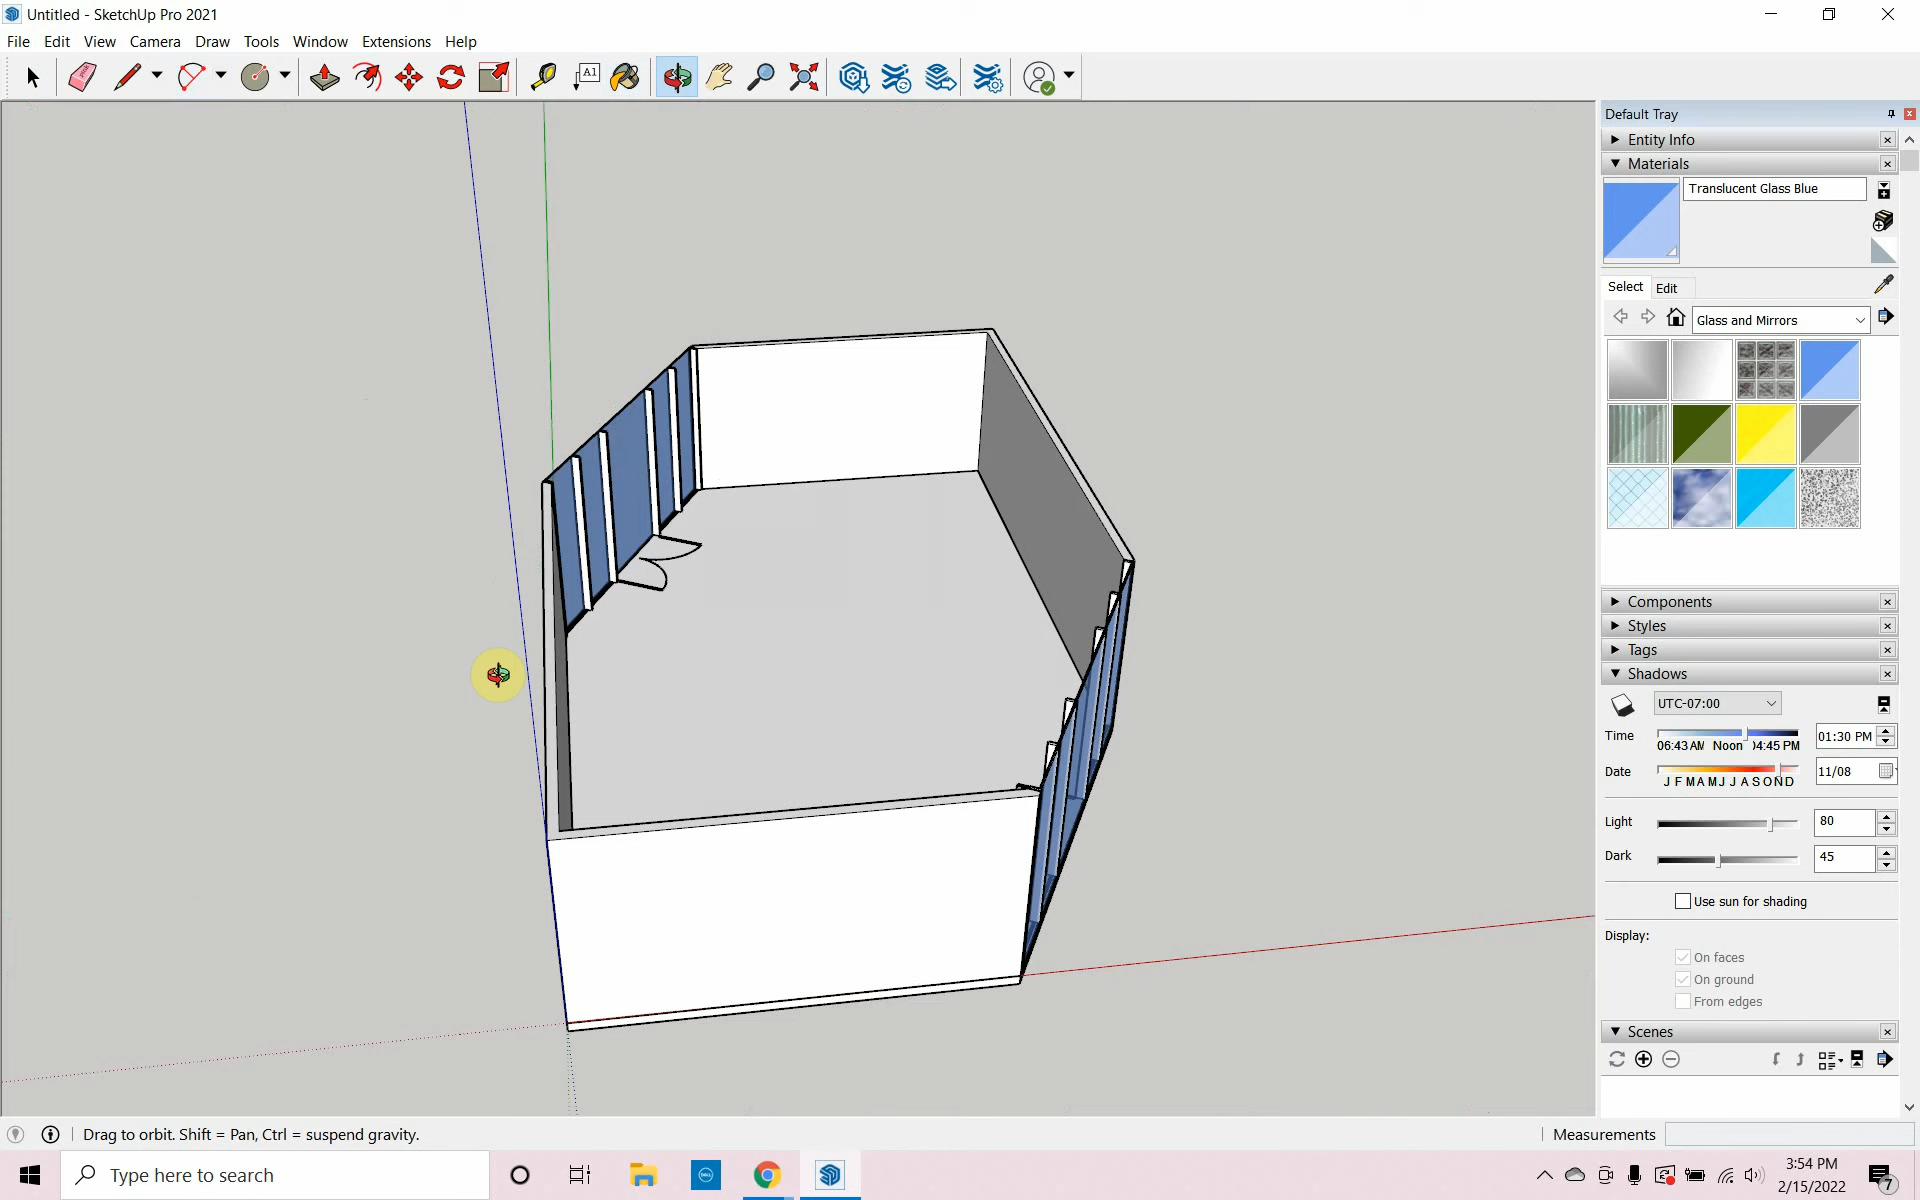 Untitled - SketchUp Pro 2021
File Edit View Camera Draw Tools Window Extensions Help
A1
Default Tray
Entity Info
Materials
Translucent Glass Blue
Select Edit
Glass and Mirrors
Components
Styles
Tags
Shadows
UTC-07:00
Time 06:43 AM Noon 04:45 PM 01:30 PM
Date J F M A M J J A S O N D 11/08
Light 80
Dark 45
Use sun for shading
Display:
On faces
On ground
From edges
Scenes
Drag to orbit. Shift = Pan, Ctrl = suspend gravity.
Measurements
Type here to search
DELL
3:54 PM
2/15/2022
7